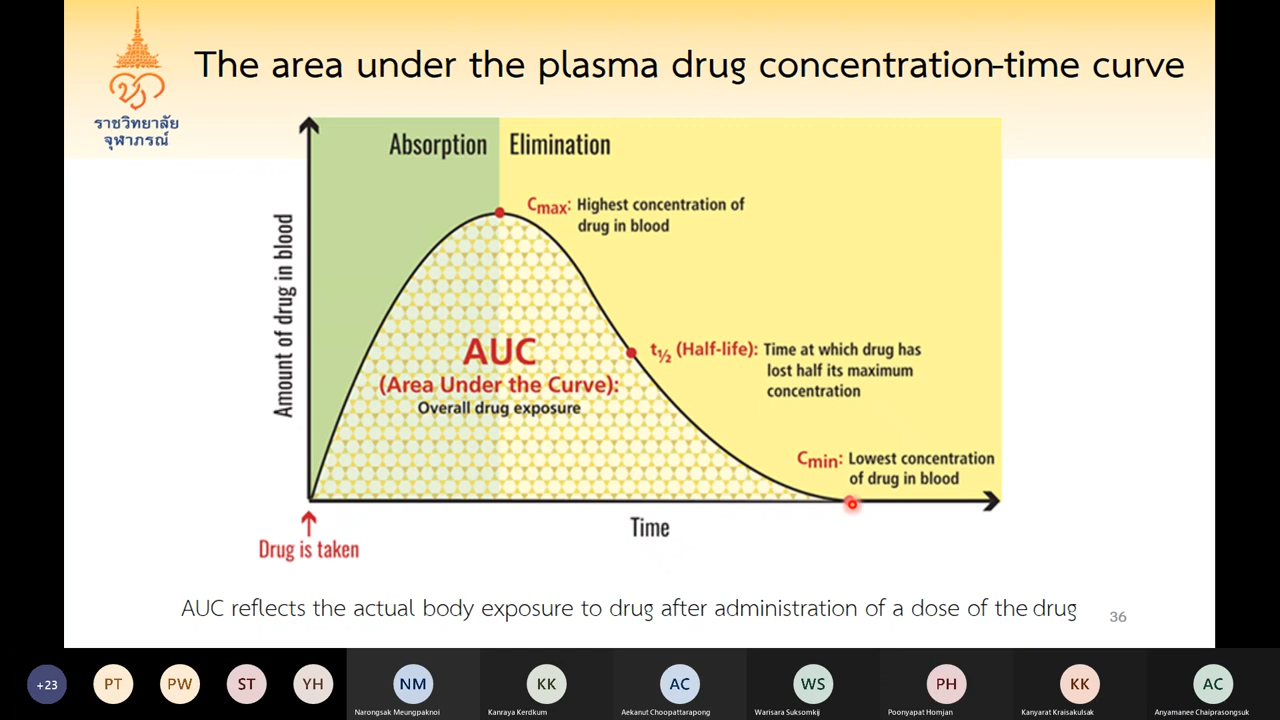 The area under the plasma drug concentration-time curve
ราชวิทยาลัย
จุฬาภรณ์
Absorption
Elimination
Cmax: Highest concentration of
drug in blood
Amount of drug in blood
AUC
(Area Under the Curve):
Overall drug exposure
t½ (Half-life): Time at which drug has
lost half its maximum
concentration
Cmin: Lowest concentration
of drug in blood
Time
Drug is taken
AUC reflects the actual body exposure to drug after administration of a dose of the drug
36
+23
PT
PW
ST
YH
NM
Narongsak Meungpaknoi
KK
Kanraya Kerdkum
AC
Aekanut Choopattarapong
WS
Warisara Suksomkij
PH
Poonyapat Homjan
KK
Kanyarat Kraisakulsak
AC
Anyamanee Chaiprasongsuk